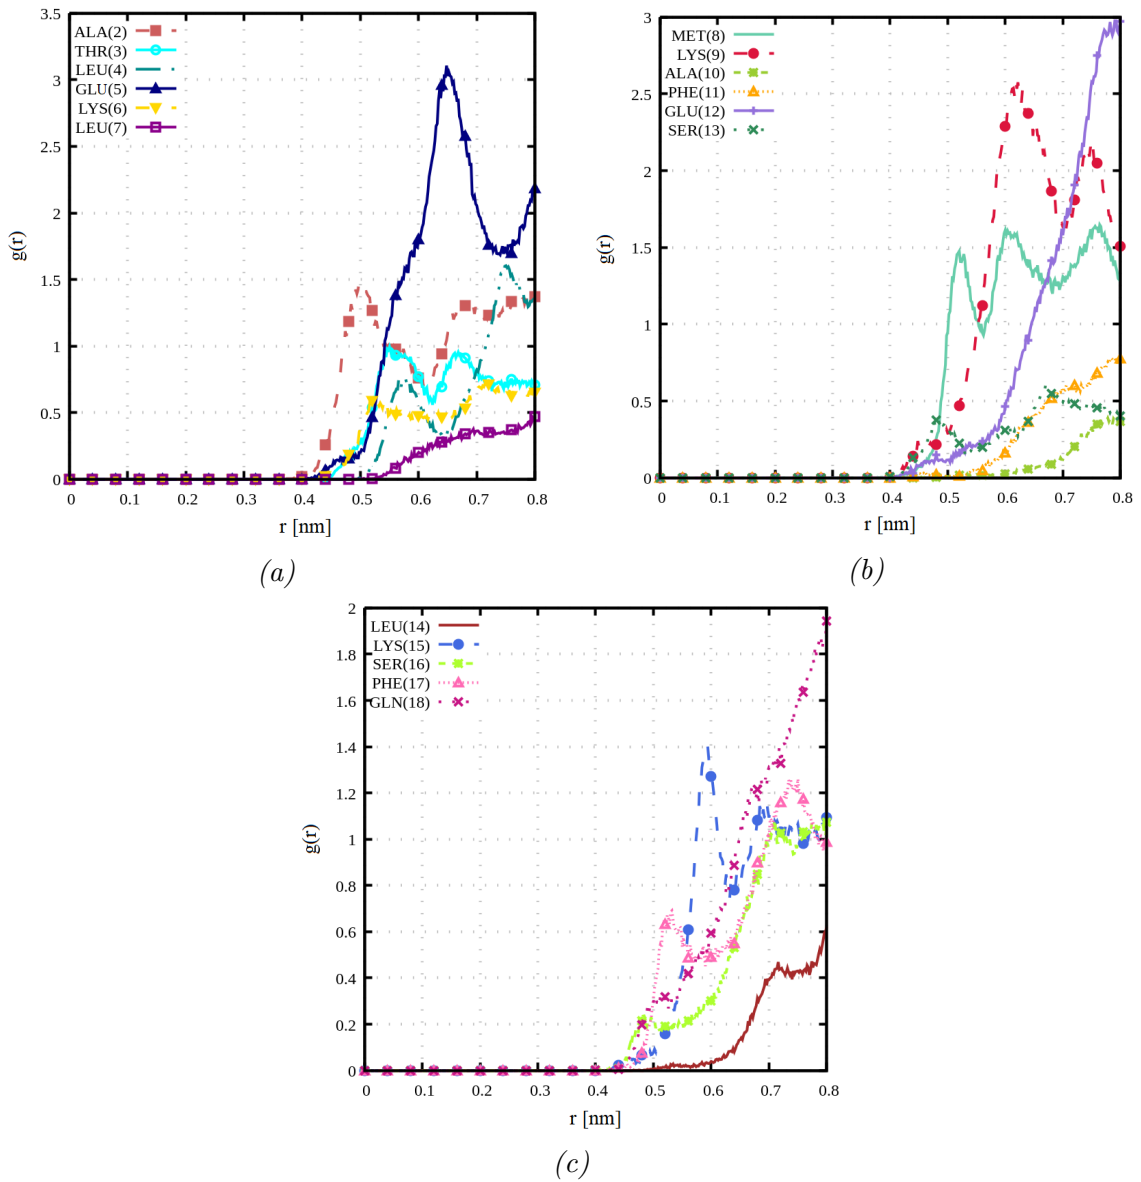 3.5
3
2.5
2
1.5
1
0.5
0
g(r)
ALA(2)
THR(3)
LEU(4)
GLU(5)
LYS(6)
LEU(7)
0 0.1 0.2 0.3 0.4 0.5 0.6 0.7 0.8
r [nm]
(a)
3
2.5
2
1.5
1
0.5
0
g(r)
MET(8)
LYS(9)
ALA(10)
PHE(11)
GLU(12)
SER(13)
0 0.1 0.2 0.3 0.4 0.5 0.6 0.7 0.8
r [nm]
(b)
2
1.8
1.6
1.4
1.2
1
0.8
0.6
0.4
0.2
0
g(r)
LEU(14)
LYS(15)
SER(16)
PHE(17)
GLN(18)
0 0.1 0.2 0.3 0.4 0.5 0.6 0.7 0.8
r [nm]
(c)